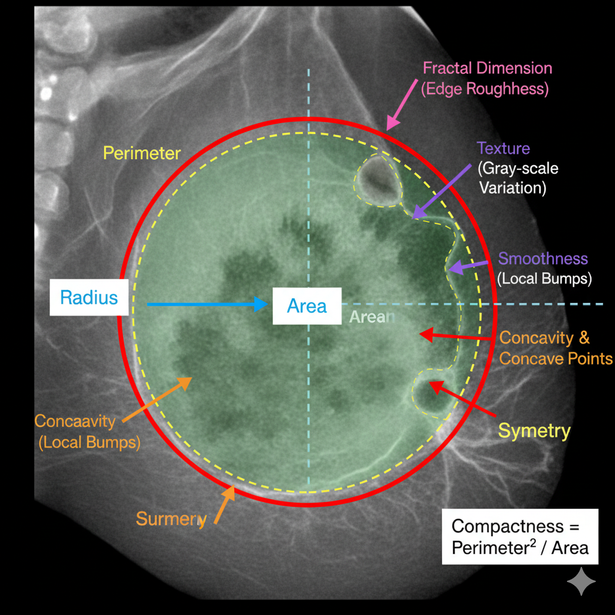 Fractal Dimension
(Edge Roughhess)
Perimeter
Texture
(Gray-scale
Variation)
Smoothness
(Local Bumps)
Radius
Area
Arean
Concavity &
Concave Points
Concaavity
(Local Bumps)
Symetry
Surmery
Compactness =
Perimeter² / Area